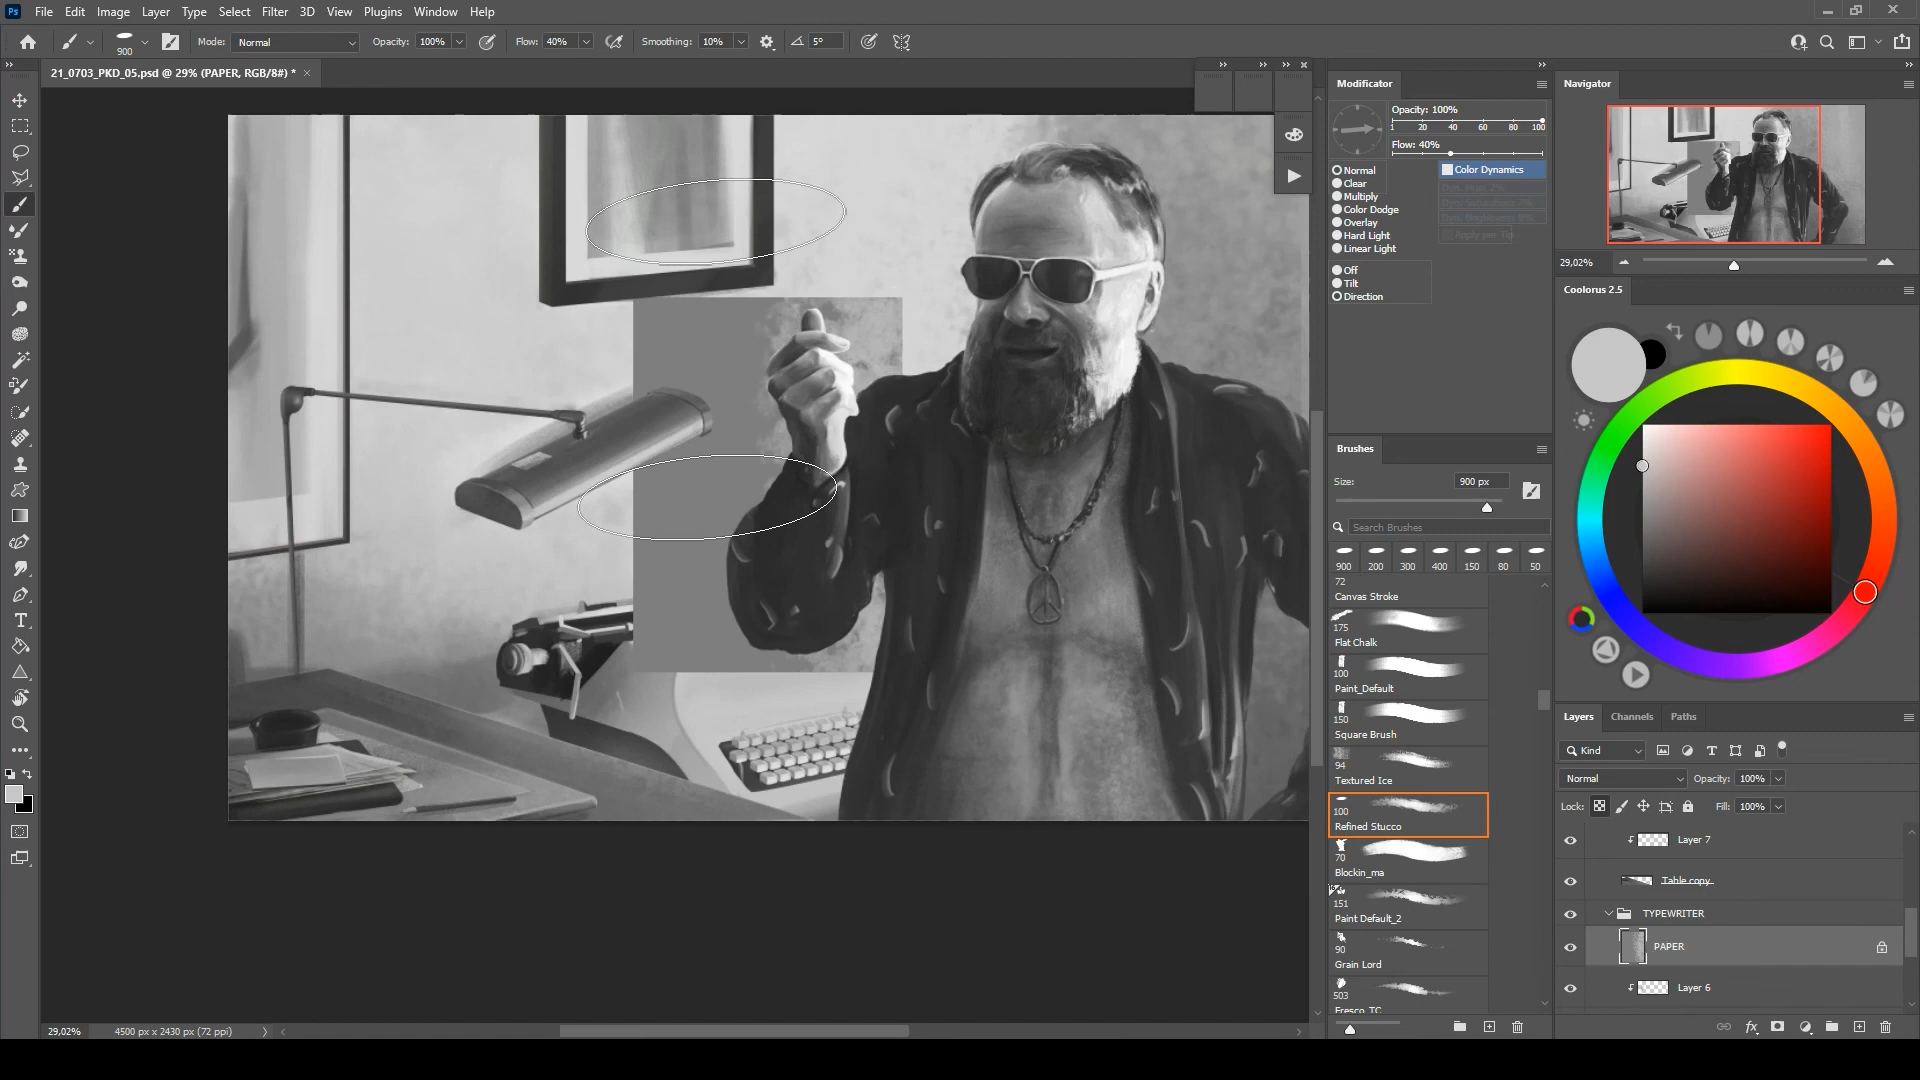 Ps File Edit Image Layer Type Select Filter 3D View Plugins Window Help
900 Mode: Normal Opacity: 100% Flow: 40% Smoothing: 10% 5°
21_0703_PKD_05.psd @ 29% (PAPER, RGB/8#) *
Modificator
Opacity: 100%
1 20 40 60 80 100
Flow: 40%
Normal
Clear
Multiply
Color Dodge
Overlay
Hard Light
Linear Light
Off
Tilt
Direction
Color Dynamics
Apply per Tip
Brushes
Size: 900 px
Search Brushes
900 200 300 400 150 80 50
72
Canvas Stroke
175
Flat Chalk
100
Paint_Default
150
Square Brush
94
Textured Ice
100
Refined Stucco
70
Blockin_ma
151
Paint Default_2
90
Grain Lord
503
Fresco_TC
Navigator
29,02%
Coolorus 2.5
Layers Channels Paths
Kind
Normal Opacity: 100%
Lock: Fill: 100%
Layer 7
Table copy
TYPEWRITER
PAPER
Layer 6
fx
29,02% 4500 px x 2430 px (72 ppi)